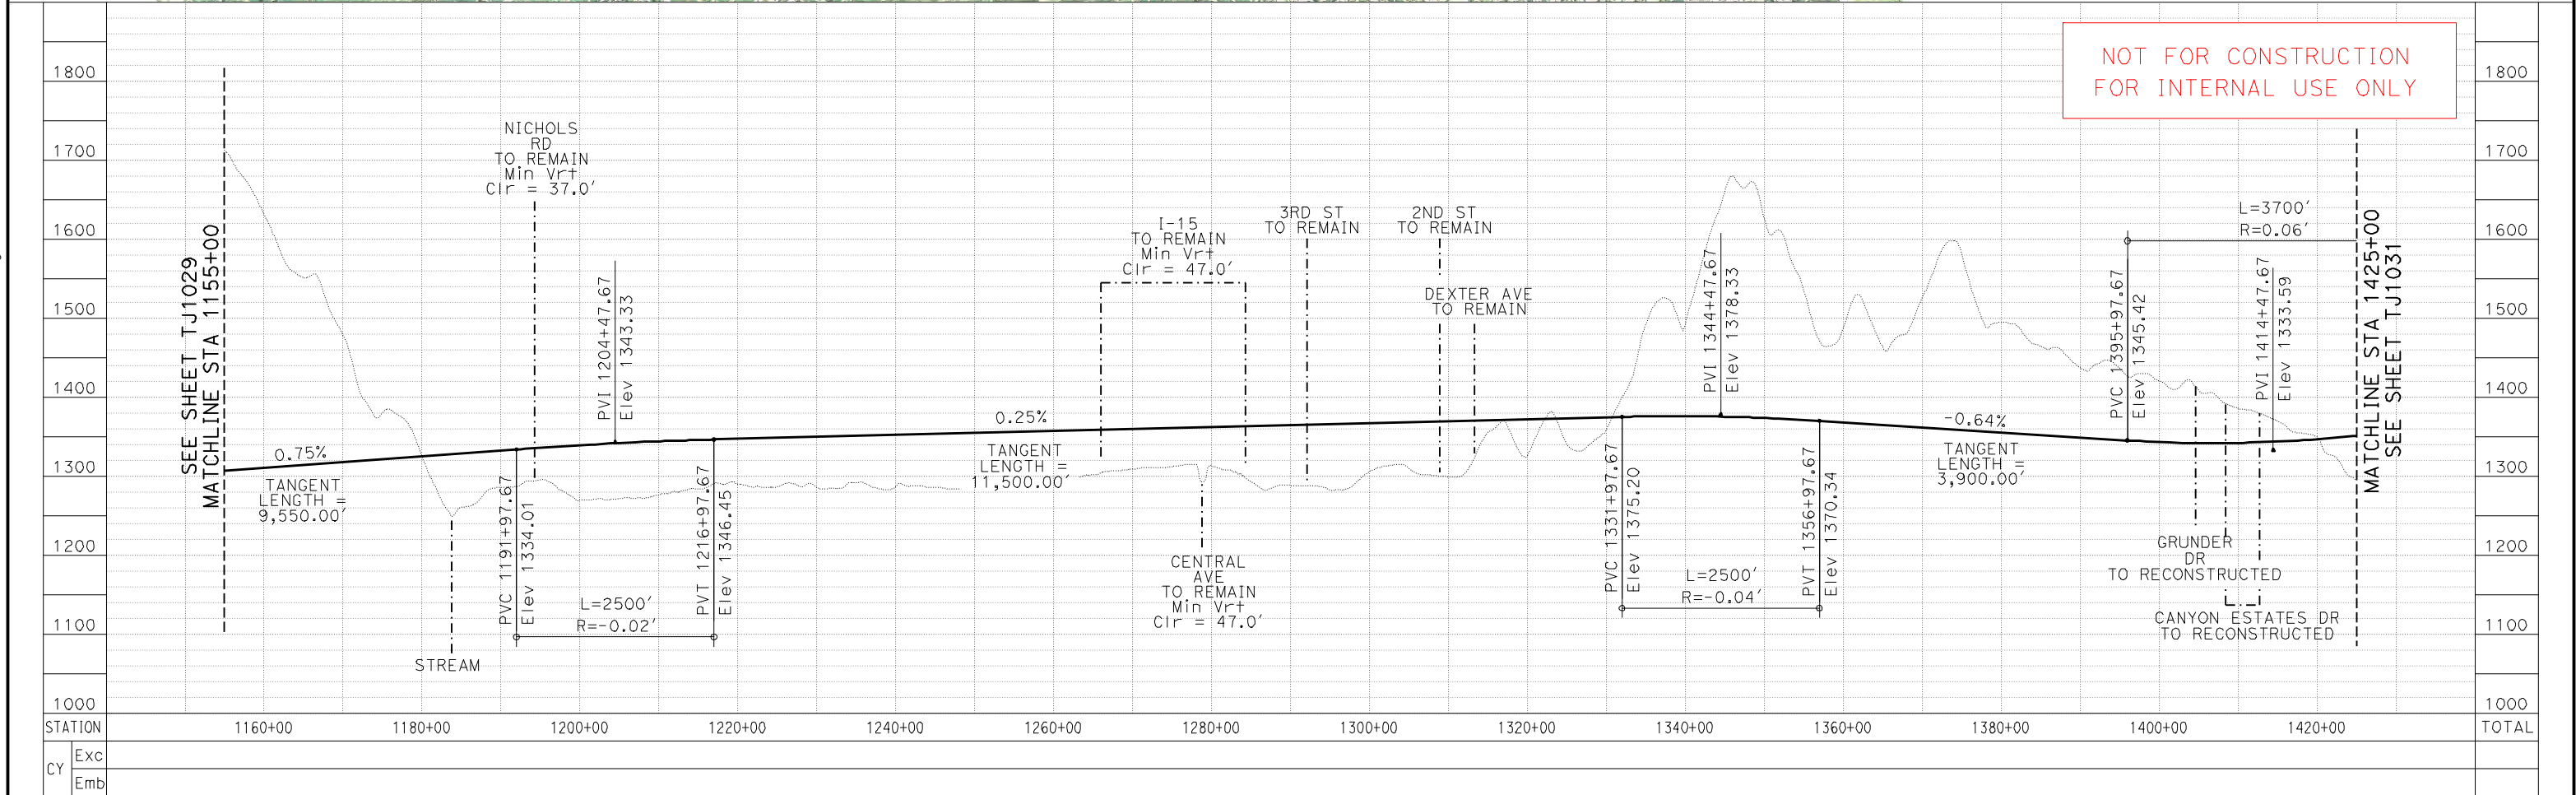 NOT FOR CONSTRUCTION
FOR INTERNAL USE ONLY
1800
1700
1600
1500
1400
1300
1200
1100
1000
1800
1700
1600
1500
1400
1300
1200
1100
1000
SEE SHEET TJ1029
MATCHLINE STA 1155+00
0.75%
TANGENT
LENGTH =
9,550.00'
STREAM
NICHOLS
RD
TO REMAIN
Min Vrt
Clr = 37.0'
PVC 1191+97.67
Elev 1334.01
PVI 1204+47.67
Elev 1343.33
L=2500'
R=-0.02'
PVT 1216+97.67
Elev 1346.45
0.25%
TANGENT
LENGTH =
11,500.00'
I-15
TO REMAIN
Min Vrt
Clr = 47.0'
CENTRAL
AVE
TO REMAIN
Min Vrt
Clr = 47.0'
3RD ST
TO REMAIN
2ND ST
TO REMAIN
DEXTER AVE
TO REMAIN
PVC 1331+97.67
Elev 1375.20
PVI 1344+47.67
Elev 1378.33
L=2500'
R=-0.04'
PVT 1356+97.67
Elev 1370.34
-0.64%
TANGENT
LENGTH =
3,900.00'
PVC 1395+97.67
Elev 1345.42
L=3700'
R=0.06'
PVI 1414+47.67
Elev 1333.59
GRUNDER
DR
TO RECONSTRUCTED
CANYON ESTATES DR
TO RECONSTRUCTED
MATCHLINE STA 1425+00
SEE SHEET TJ1031
STATION 1160+00 1180+00 1200+00 1220+00 1240+00 1260+00 1280+00 1300+00 1320+00 1340+00 1360+00 1380+00 1400+00 1420+00 TOTAL
CY
Exc
Emb